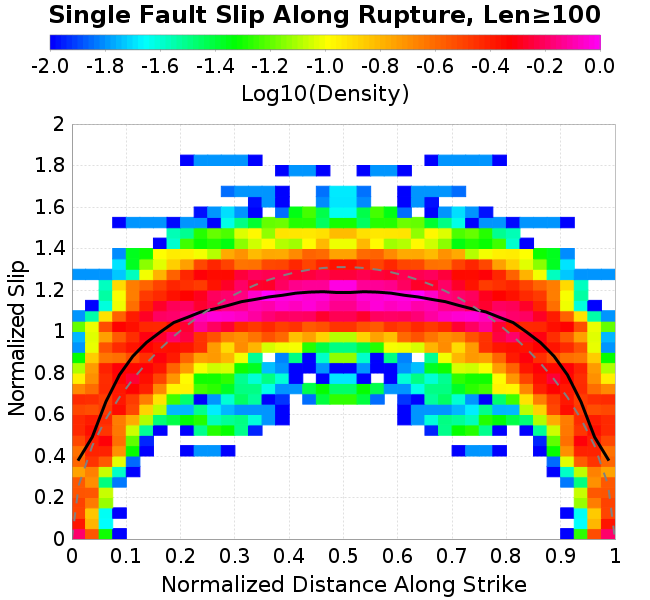 Single Fault Slip Along Rupture, Len≥100
-2.0 -1.8 -1.6 -1.4 -1.2 -1.0 -0.8 -0.6 -0.4 -0.2 0.0
Log10(Density)
Normalized Slip
2
1.8
1.6
1.4
1.2
1
0.8
0.6
0.4
0.2
0
0 0.1 0.2 0.3 0.4 0.5 0.6 0.7 0.8 0.9 1
Normalized Distance Along Strike